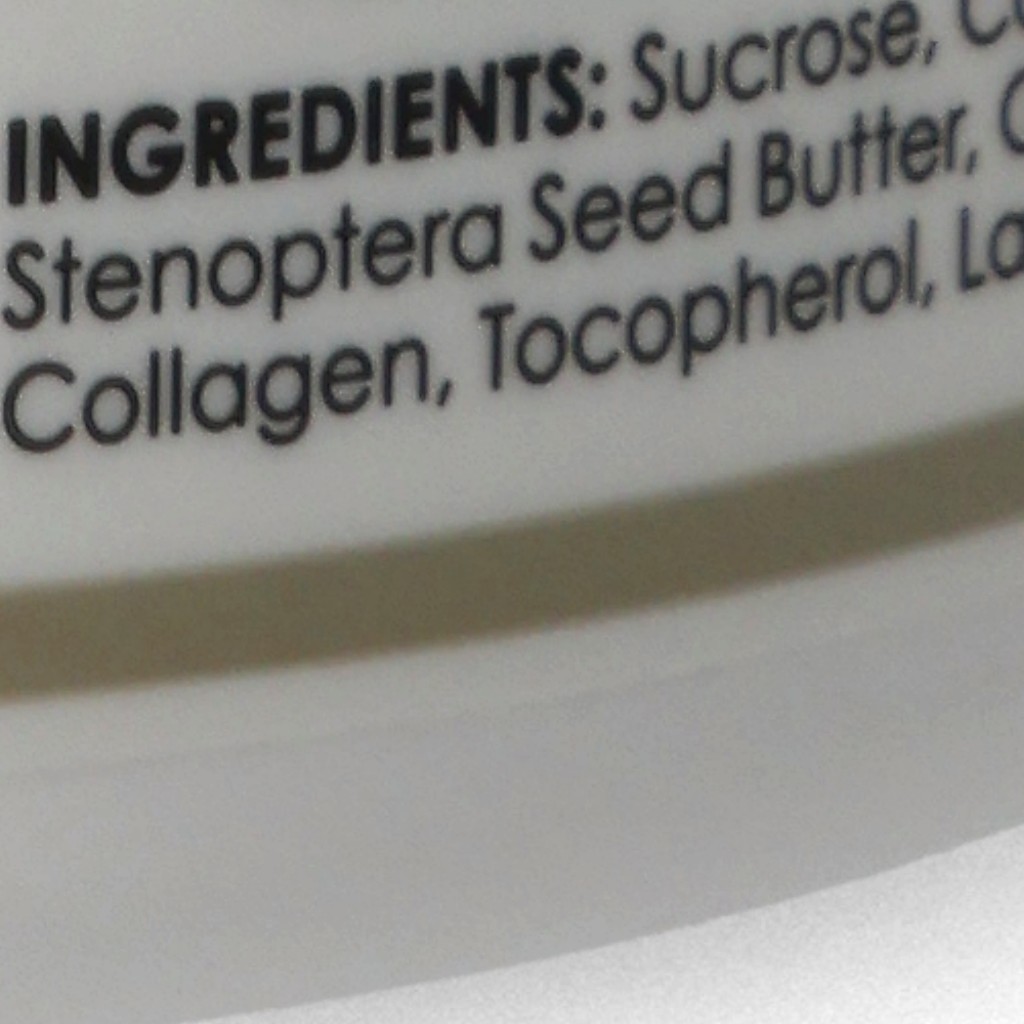 INGREDIENTS: Sucrose,
Stenoptera Seed Butter,
Collagen, Tocopherol,